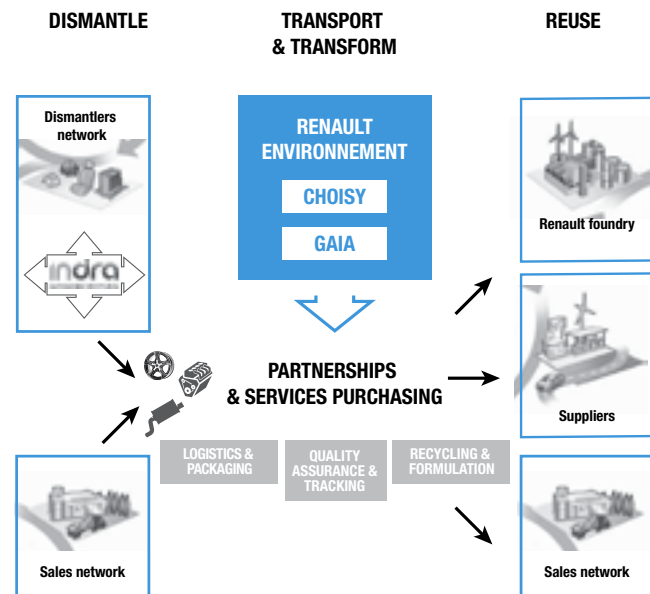 DISMANTLE
TRANSPORT
& TRANSFORM
REUSE
Dismantlers
network
indra
RENAULT
ENVIRONNEMENT
CHOISY
GAIA
Renault foundry
PARTNERSHIPS
& SERVICES PURCHASING
Suppliers
LOGISTICS &
PACKAGING
QUALITY
ASSURANCE &
TRACKING
RECYCLING &
FORMULATION
Sales network
Sales network